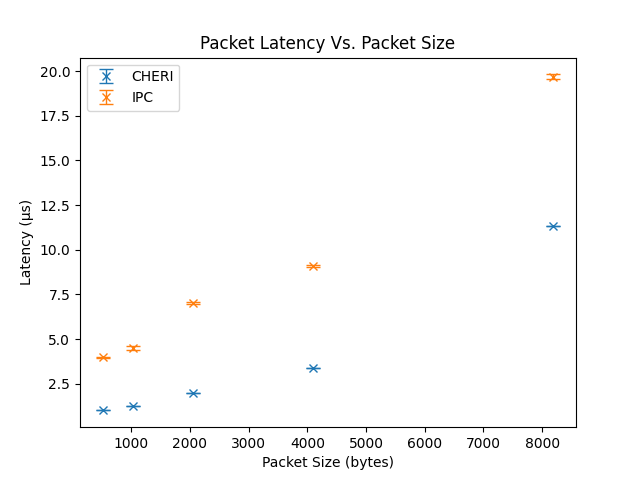 Packet Latency Vs. Packet Size
CHERI
IPC
20.0
17.5
15.0
12.5
10.0
7.5
5.0
2.5
Latency (μs)
1000 2000 3000 4000 5000 6000 7000 8000
Packet Size (bytes)